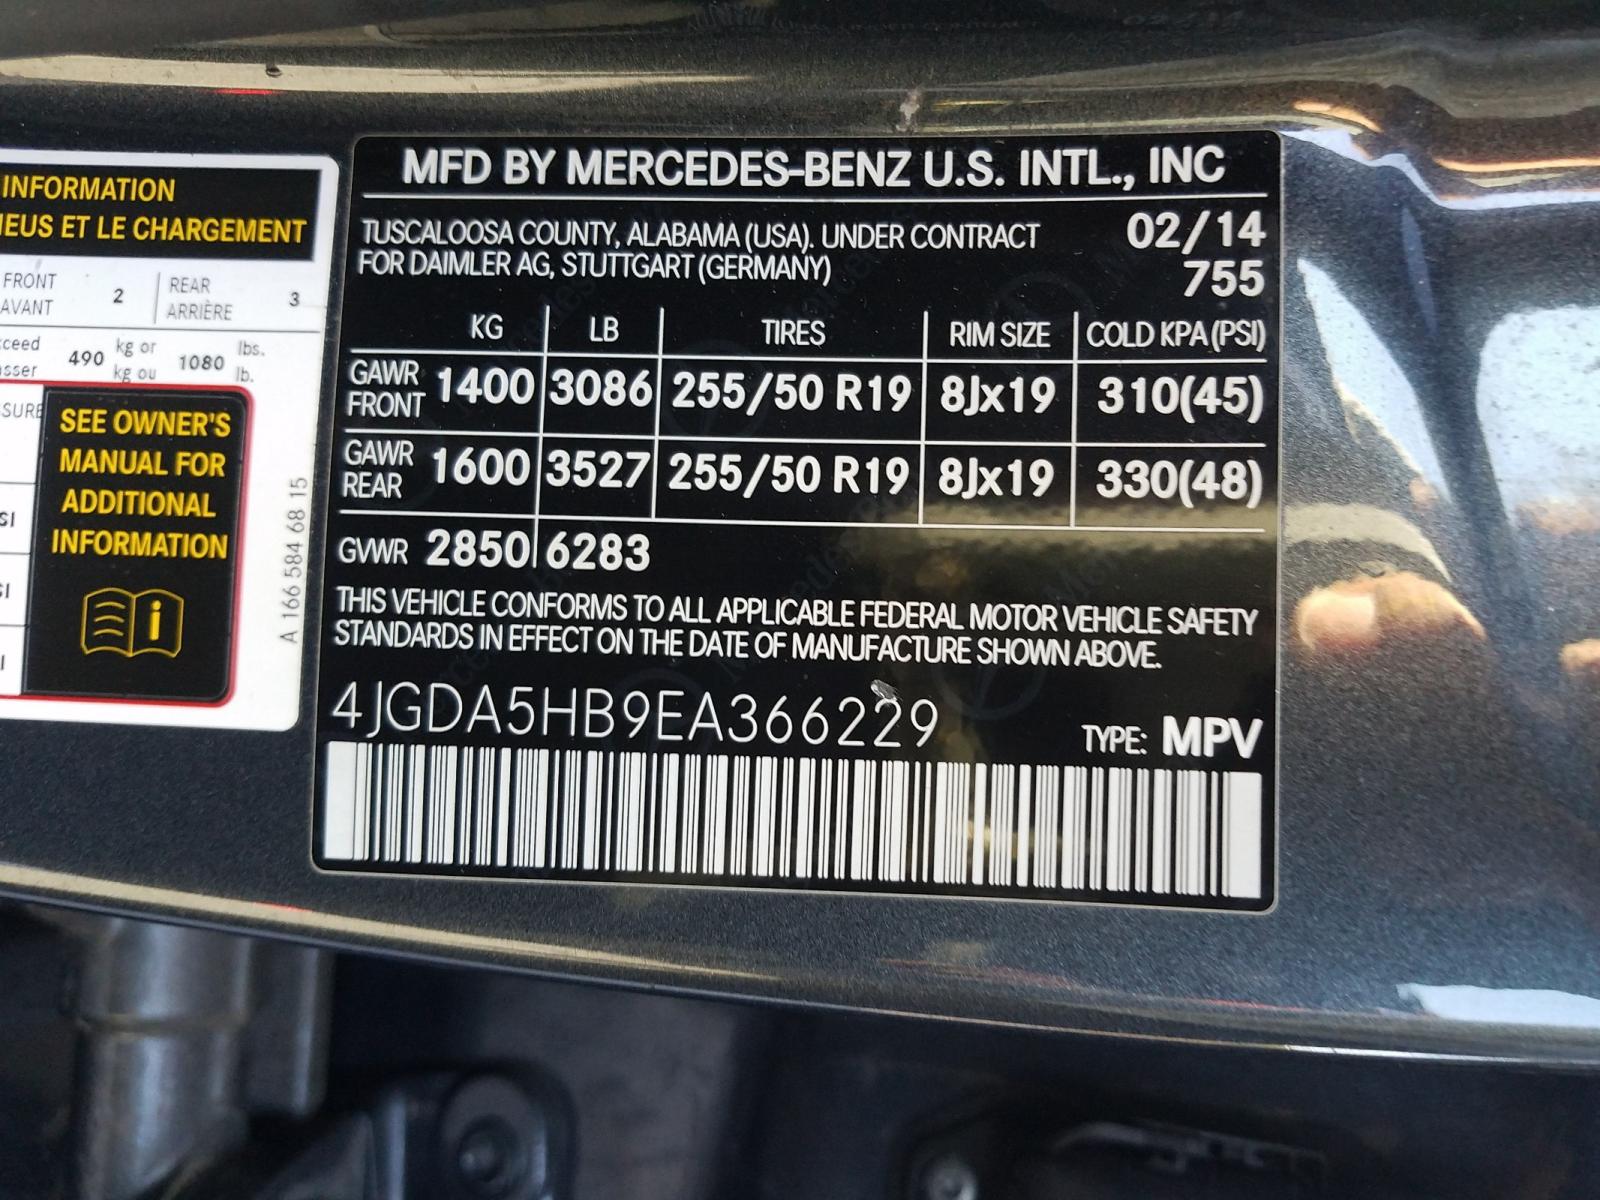 INFORMATION
EUS ET LE CHARGEMENT
FRONT
AVANT
2
REAR
ARRIÈRE
3
490
kg or
kg ou
1080
lbs.
lb.
SEE OWNER'S
MANUAL FOR
ADDITIONAL
INFORMATION
i
A 166 584 68 15
MFD BY MERCEDES-BENZ U.S. INTL., INC
TUSCALOOSA COUNTY, ALABAMA (USA). UNDER CONTRACT 02/14
FOR DAIMLER AG, STUTTGART (GERMANY) 755
KG LB TIRES RIM SIZE COLD KPA (PSI)
GAWR
FRONT
1400 3086 255/50 R19 8Jx19 310(45)
GAWR
REAR
1600 3527 255/50 R19 8Jx19 330(48)
GVWR 2850 6283
THIS VEHICLE CONFORMS TO ALL APPLICABLE FEDERAL MOTOR VEHICLE SAFETY
STANDARDS IN EFFECT ON THE DATE OF MANUFACTURE SHOWN ABOVE.
4JGDA5HB9EA366229 TYPE: MPV